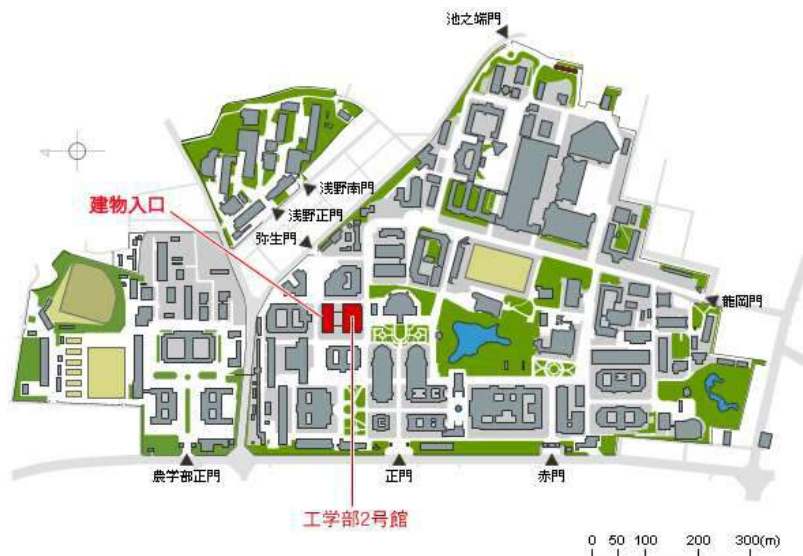 池之端門
浅野南門
建物入口
浅野正門
弥生門
龍岡門
農学部正門
正門
赤門
工学部2号館
0 50 100 200 300(m)